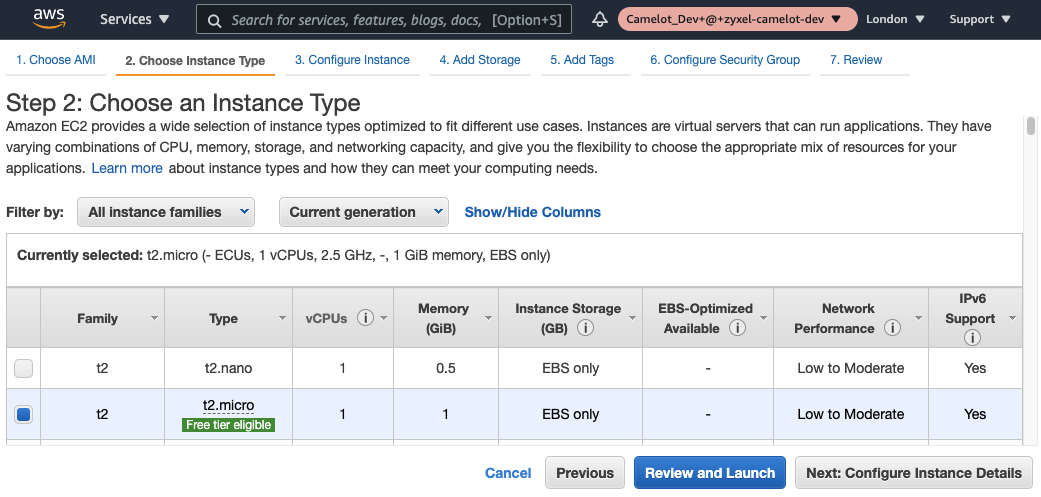 aws Services Search for services, features, blogs, docs, [Option+S] Camelot_Dev+@+zyxel-camelot-dev London Support
1. Choose AMI 2. Choose Instance Type 3. Configure Instance 4. Add Storage 5. Add Tags 6. Configure Security Group 7. Review
Step 2: Choose an Instance Type
Amazon EC2 provides a wide selection of instance types optimized to fit different use cases. Instances are virtual servers that can run applications. They have
varying combinations of CPU, memory, storage, and networking capacity, and give you the flexibility to choose the appropriate mix of resources for your
applications. Learn more about instance types and how they can meet your computing needs.
Filter by: All instance families Current generation Show/Hide Columns
Currently selected: t2.micro (- ECUs, 1 vCPUs, 2.5 GHz, -, 1 GiB memory, EBS only)
Family Type vCPUs i Memory (GiB) Instance Storage (GB) i EBS-Optimized Available i Network Performance i IPv6 Support i
t2 t2.nano 1 0.5 EBS only - Low to Moderate Yes
t2 t2.micro 1 1 EBS only - Low to Moderate Yes
Free tier eligible
Cancel Previous Review and Launch Next: Configure Instance Details